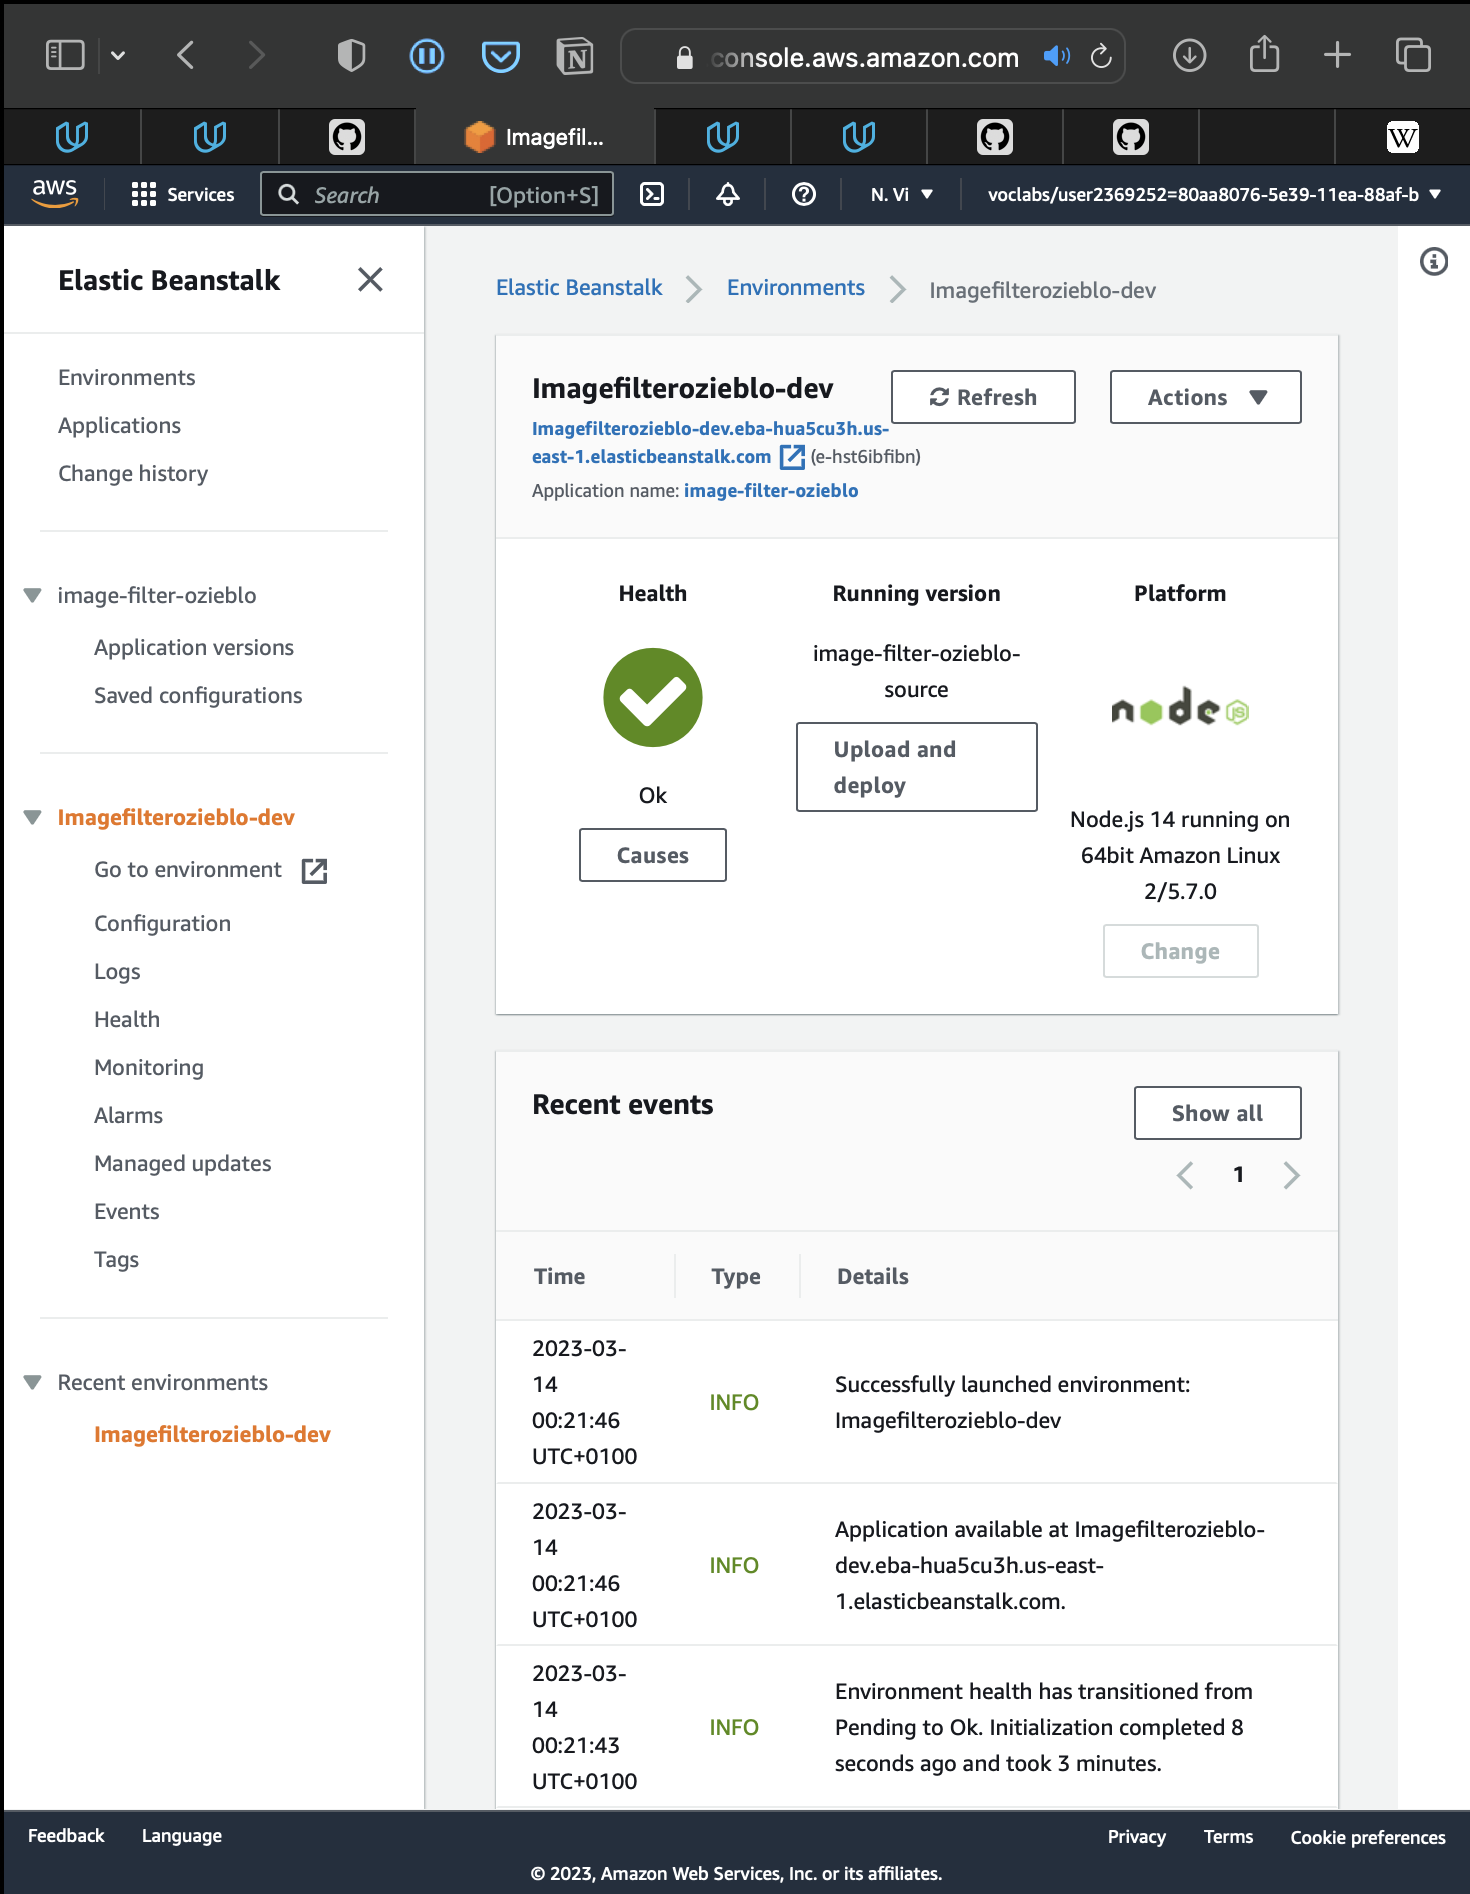 console.aws.amazon.com
Imagefil...
W
aws
Services
Search
[Option+S]
N. Vi
voclabs/user2369252=80aa8076-5e39-11ea-88af-b
Elastic Beanstalk
Environments
Applications
Change history
image-filter-ozieblo
Application versions
Saved configurations
Imagefilterozieblo-dev
Go to environment
Configuration
Logs
Health
Monitoring
Alarms
Managed updates
Events
Tags
Recent environments
Imagefilterozieblo-dev
Elastic Beanstalk
Environments
Imagefilterozieblo-dev
Imagefilterozieblo-dev
Imagefilterozieblo-dev.eba-hua5cu3h.us-
east-1.elasticbeanstalk.com (e-hst6ibfibn)
Application name: image-filter-ozieblo
Refresh
Actions
Health
Ok
Causes
Running version
image-filter-ozieblo-
source
Upload and
deploy
Platform
node JS
Node.js 14 running on
64bit Amazon Linux
2/5.7.0
Change
Recent events
Show all
1
Time
Type
Details
2023-03-
14
00:21:46
UTC+0100
INFO
Successfully launched environment:
Imagefilterozieblo-dev
2023-03-
14
00:21:46
UTC+0100
INFO
Application available at Imagefilterozieblo-
dev.eba-hua5cu3h.us-east-
1.elasticbeanstalk.com.
2023-03-
14
00:21:43
UTC+0100
INFO
Environment health has transitioned from
Pending to Ok. Initialization completed 8
seconds ago and took 3 minutes.
Feedback
Language
Privacy
Terms
Cookie preferences
© 2023, Amazon Web Services, Inc. or its affiliates.